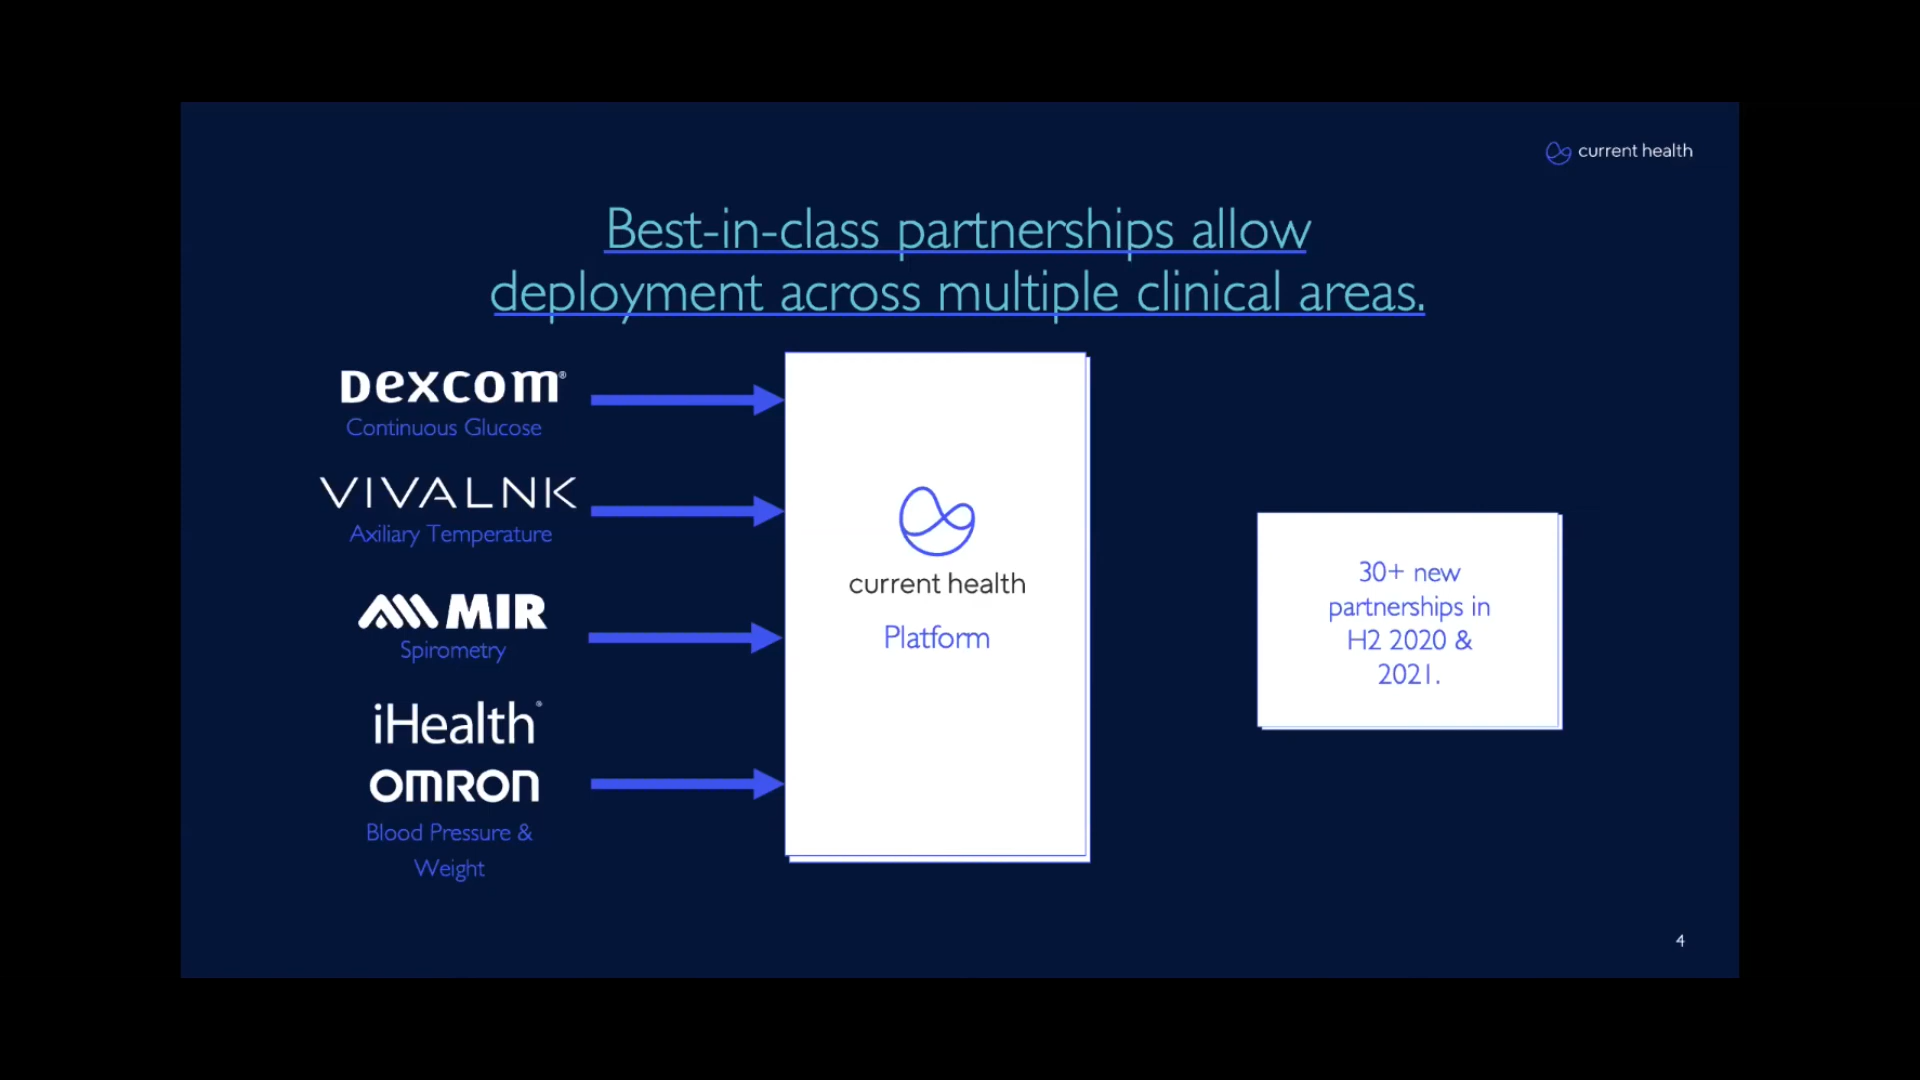 current health
Best-in-class partnerships allow
deployment across multiple clinical areas.
Dexcom®
Continuous Glucose
VIVALNK
Axiliary Temperature
MIR
Spirometry
iHealth®
OMRON
Blood Pressure &
Weight
current health
Platform
30+ new
partnerships in
H2 2020 &
2021.
4